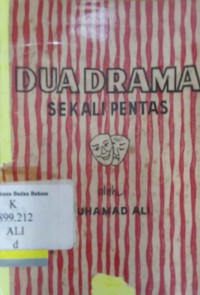 DUA DRAMA
SEKALI PENTAS
oleh
UHAMAD ALI
K
899.212
ALI
d